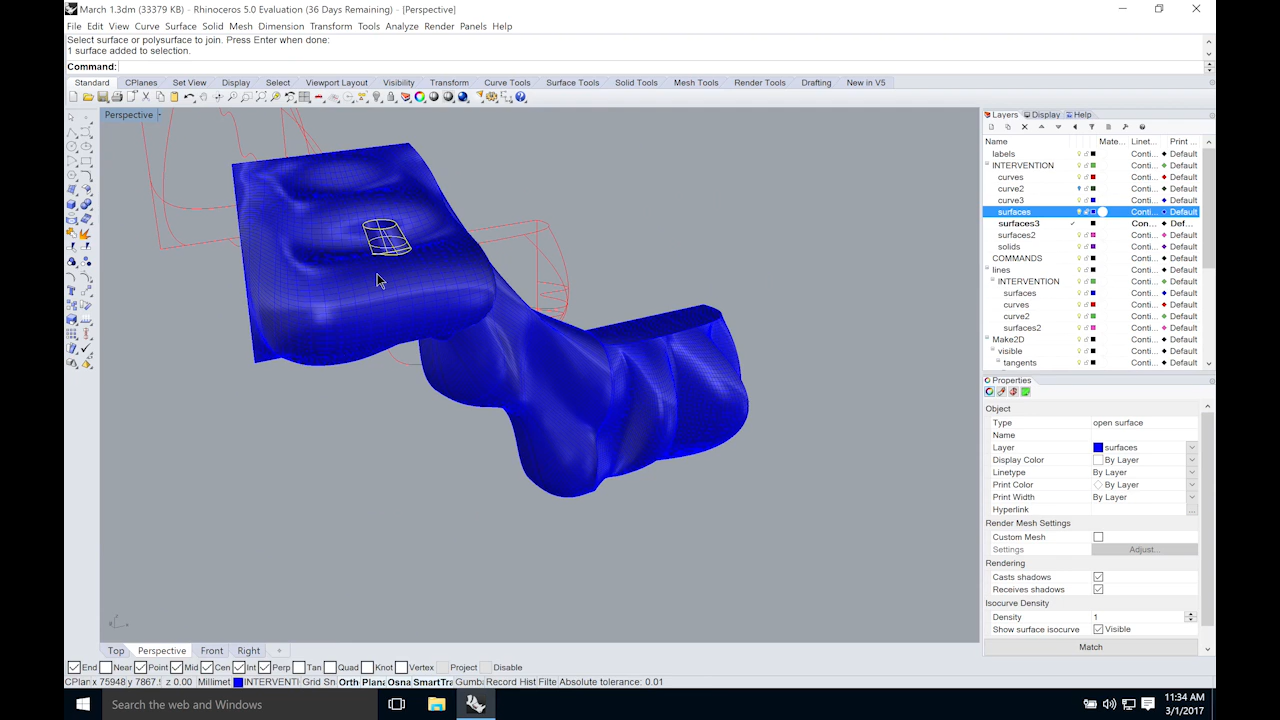 March 1.3dm (33379 KB) - Rhinoceros 5.0 Evaluation (36 Days Remaining) - [Perspective]
File Edit View Curve Surface Solid Mesh Dimension Transform Tools Analyze Render Panels Help
Select surface or polysurface to join. Press Enter when done:
1 surface added to selection.
Command:
Standard CPlanes Set View Display Select Viewport Layout Visibility Transform Curve Tools Surface Tools Solid Tools Mesh Tools Render Tools Drafting New in V5
Perspective
Layers Display Help
Name Mate... Linet... Print ...
labels Conti... Default
INTERVENTION Conti... Default
curves Conti... Default
curve2 Conti... Default
curve3 Conti... Default
surfaces Conti... Default
surfaces3 Con... Def...
surfaces2 Conti... Default
solids Conti... Default
COMMANDS Conti... Default
lines Conti... Default
INTERVENTION Conti... Default
surfaces Conti... Default
curves Conti... Default
curve2 Conti... Default
surfaces2 Conti... Default
Make2D Conti... Default
visible Conti... Default
tangents Conti... Default
Properties
Object
Type open surface
Name
Layer surfaces
Display Color By Layer
Linetype By Layer
Print Color By Layer
Print Width By Layer
Hyperlink ...
Render Mesh Settings
Custom Mesh
Settings Adjust...
Rendering
Casts shadows
Receives shadows
Isocurve Density
Density 1
Show surface isocurve Visible
Match
Top Perspective Front Right
End Near Point Mid Cen Int Perp Tan Quad Knot Vertex Project Disable
CPlan x 75948 y 7867. z 0.00 Millimet INTERVENTI Grid Sn Orth Plana Osna SmartTra Gumba Record Hist Filte Absolute tolerance: 0.01
Search the web and Windows
11:34 AM
3/1/2017